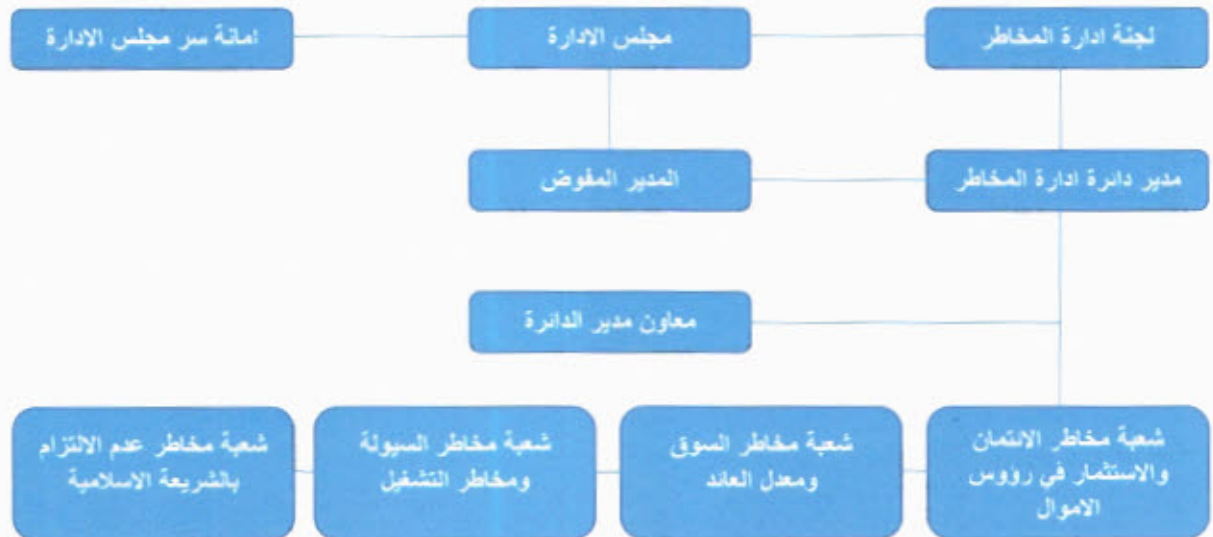 لجنة ادارة المخاطر
مجلس الادارة
امانة سر مجلس الادارة
مدير دائرة ادارة المخاطر
المدير المفوض
معاون مدير الدائرة
شعبة مخاطر الائتمان
والاستثمار في رؤوس
الاموال
شعبة مخاطر السوق
ومعدل العائد
شعبة مخاطر السيولة
ومخاطر التشغيل
شعبة مخاطر عدم الالتزام
بالشريعة الاسلامية